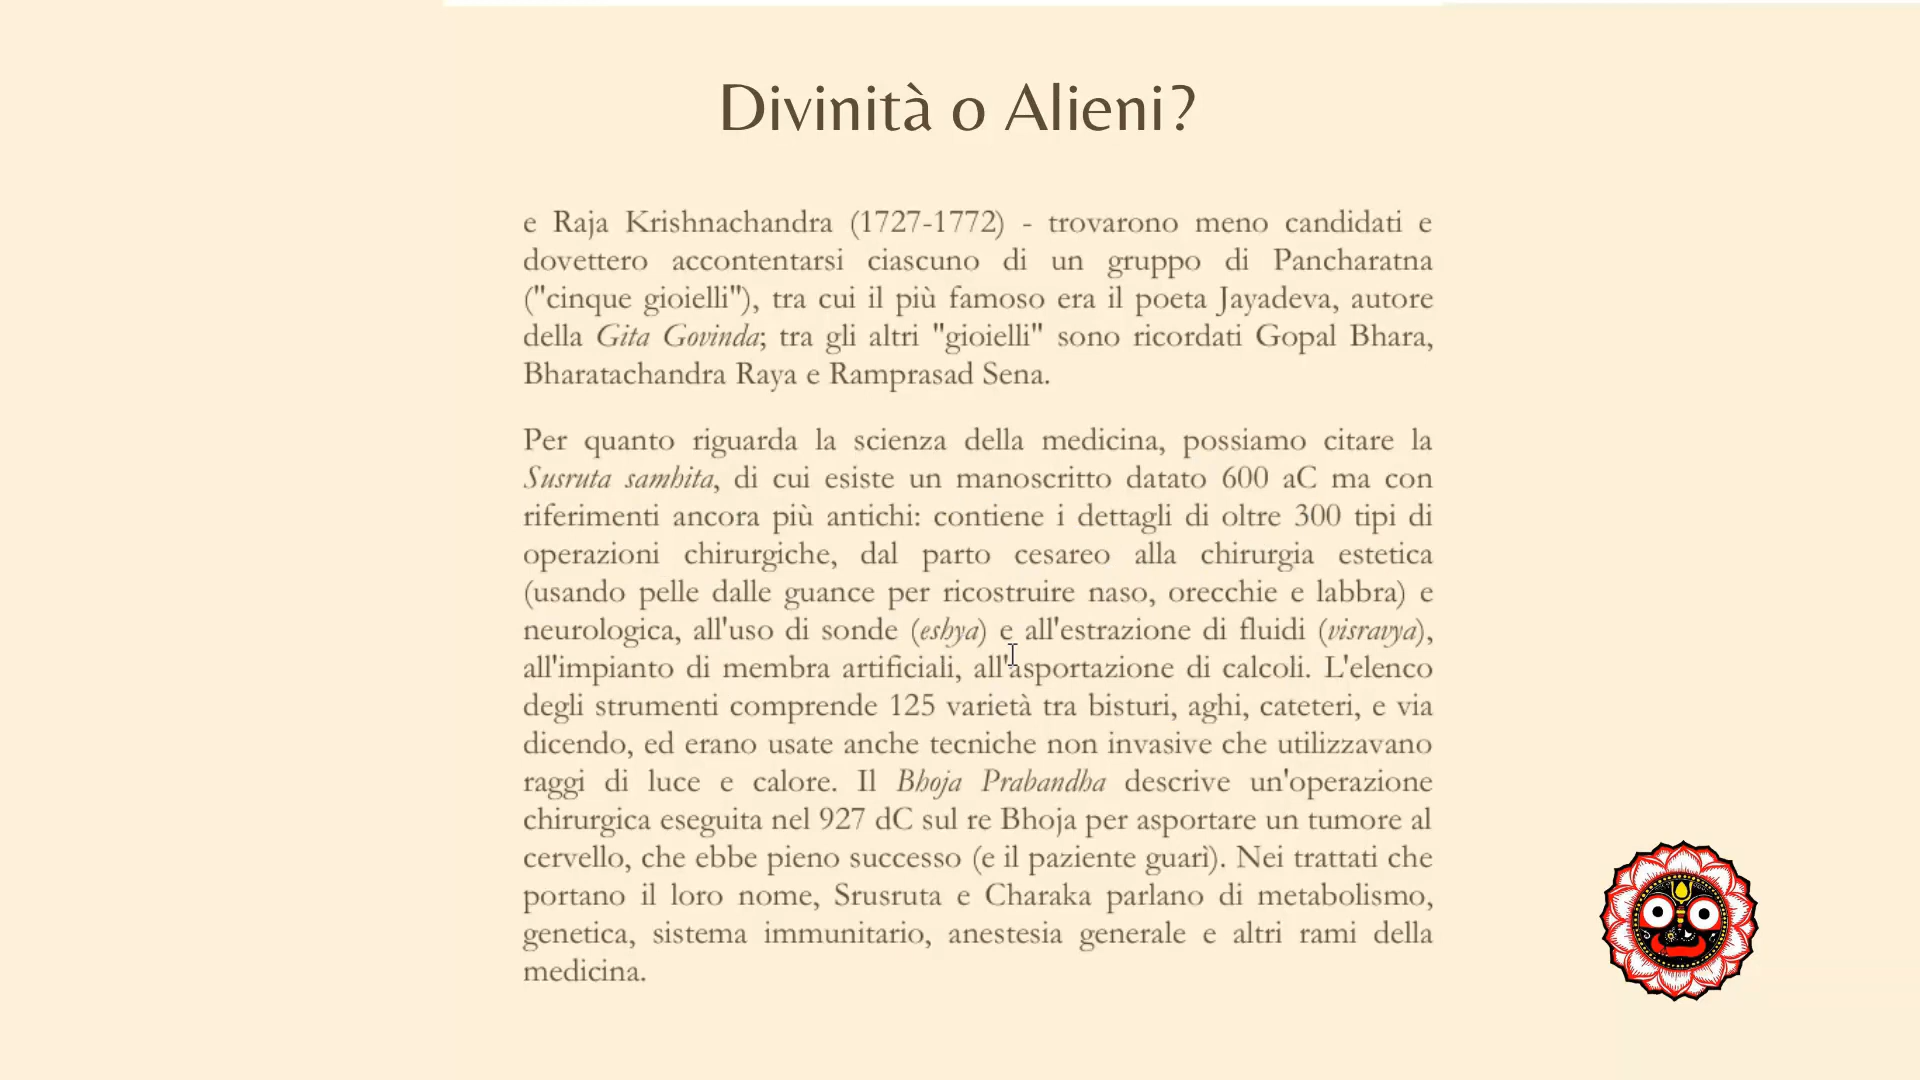 Divinità o Alieni?
e Raja Krishnachandra (1727-1772) - trovarono meno candidati e
dovettero accontentarsi ciascuno di un gruppo di Pancharatna
("cinque gioielli"), tra cui il più famoso era il poeta Jayadeva, autore
della Gita Govinda; tra gli altri "gioielli" sono ricordati Gopal Bhara,
Bharatachandra Raya e Ramprasad Sena.
Per quanto riguarda la scienza della medicina, possiamo citare la
Susruta samhita, di cui esiste un manoscritto datato 600 aC ma con
riferimenti ancora più antichi: contiene i dettagli di oltre 300 tipi di
operazioni chirurgiche, dal parto cesareo alla chirurgia estetica
(usando pelle dalle guance per ricostruire naso, orecchie e labbra) e
neurologica, all'uso di sonde (eshya) e all'estrazione di fluidi (visravya),
all'impianto di membra artificiali, all'asportazione di calcoli. L'elenco
degli strumenti comprende 125 varietà tra bisturi, aghi, cateteri, e via
dicendo, ed erano usate anche tecniche non invasive che utilizzavano
raggi di luce e calore. Il Bhoja Prabandha descrive un'operazione
chirurgica eseguita nel 927 dC sul re Bhoja per asportare un tumore al
cervello, che ebbe pieno successo (e il paziente guarì). Nei trattati che
portano il loro nome, Srusruta e Charaka parlano di metabolismo,
genetica, sistema immunitario, anestesia generale e altri rami della
medicina.